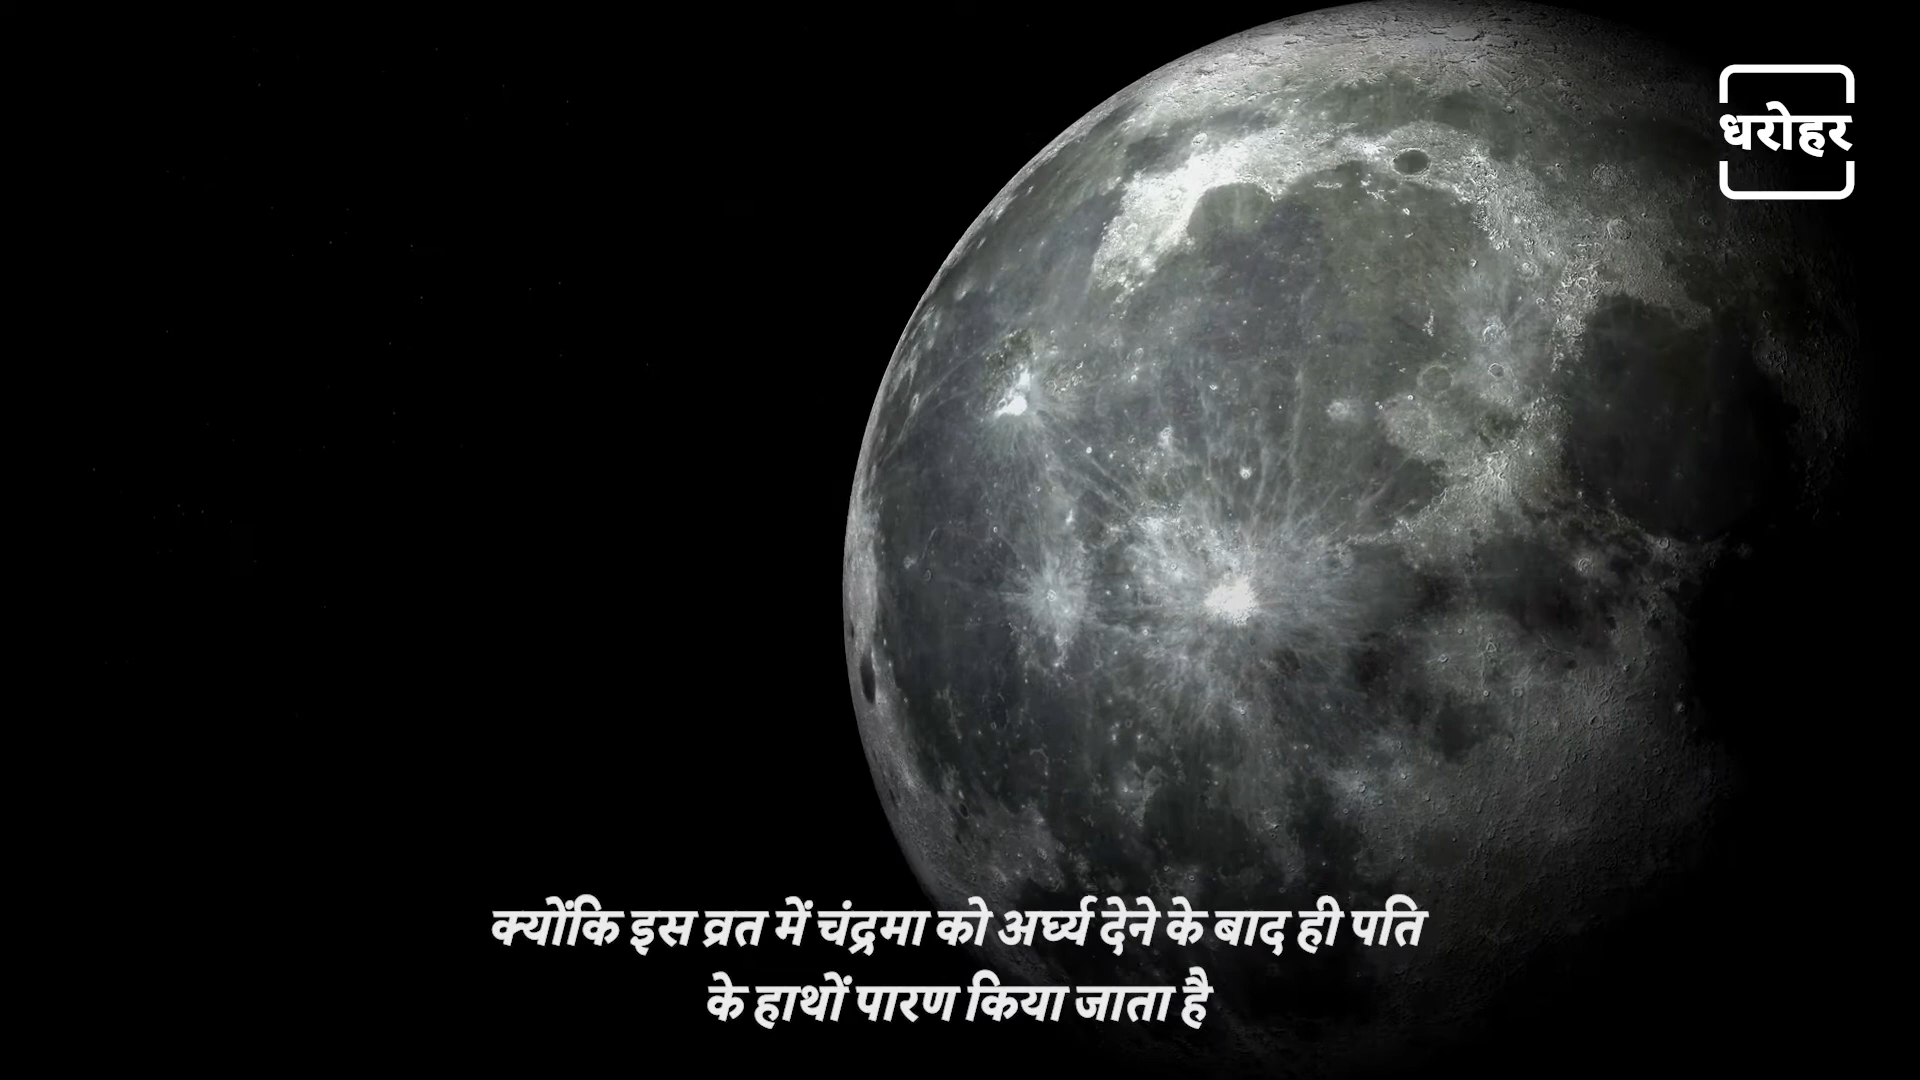 धरोहर
क्योंकि इस व्रत में चंद्रमा को अर्घ्य देने के बाद ही पति
के हाथों पारण किया जाता है